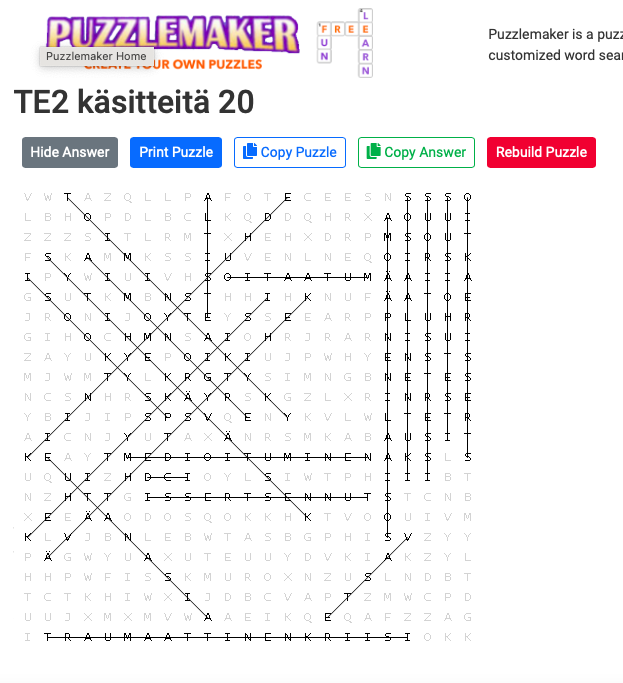 PUZZLEMAKER
CREATE YOUR OWN PUZZLES
Puzzlemaker Home
FREE
FUN
LEARN
Puzzlemaker is a puzz
customized word sear
TE2 käsitteitä 20
Hide Answer
Print Puzzle
Copy Puzzle
Copy Answer
Rebuild Puzzle
V W T A Z Q L L P A F O T E C E E S N S S S O
L B H O P D L B C L K Q D D Q H R X A O U U I
Z Z Z S I T L R M T X H E H X D R P M S O U T
F S K A M M K S S I U V E N L N E Q O I R S K
I P Y W I U I V H S O I T A A T U M Ä A I I A
G S U T K M B N S T H H I H K N U F Ä A T O E
J R O N I J O Y T E Y S S E E A R P P L U H R
G I H O C H M N S A I O H R J R A R N I S U I
Z A Y U K Y E P O I K I U J P W H Y E N S T S
M J W M T Y L K R G T Y S I M N G B N E T E S
N C S N H R S K Ä Y P S K G Z L X R I N R S E
Y B I J I P S P S V Q E N Y K V L W L T E T R
A I C N J Y U T A X Ä N R S M K A B A U S I T
K E A Y T M E D I O I T U M I N E N A K S L S
U Q U I Z H D C I O Y L S I W T P H I I I B T
N Z H T T G I S S E R T S E N N U T S T C N B
X E E Ä A O D O S Q O K K H K T V O O U I V M
K L V J B N L E B W T A S B G P H I S V Z Y Y
P Ä G W Y U A X U T E U U Y D V K I A K Z Y L
H H P W F I S S K M U R O X N Z U S L N D B T
T C T K H I W X I J D B C V A P T Z M W C P D
U U J X M X M V W A A E I K Q E Q A F Z Z A G
I T R A U M A A T T I N E N K R I I S I O K K